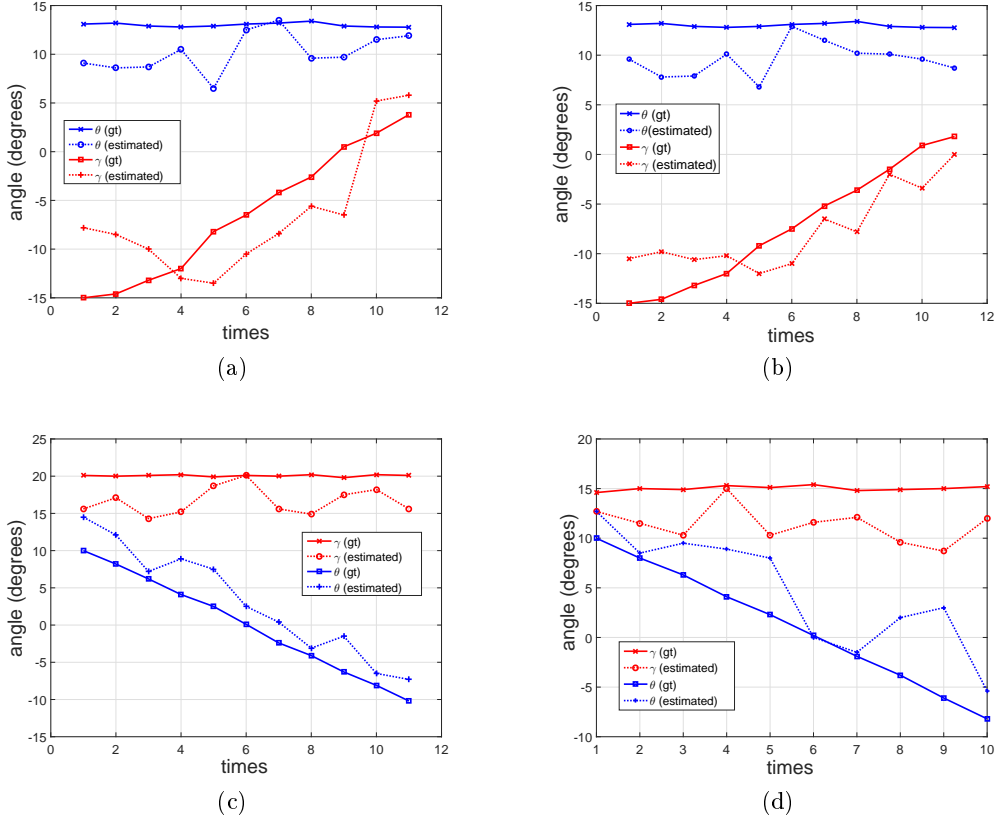 15
10
5
0
-5
-10
-15
angle (degrees)
θ (gt)
θ (estimated)
γ (gt)
γ (estimated)
0 2 4 6 8 10 12
times
(a)
15
10
5
0
-5
-10
-15
angle (degrees)
θ (gt)
θ(estimated)
γ (gt)
γ (estimated)
0 2 4 6 8 10 12
times
(b)
25
20
15
10
5
0
-5
-10
-15
angle (degrees)
γ (gt)
γ (estimated)
θ (gt)
θ (estimated)
0 2 4 6 8 10 12
times
(c)
20
15
10
5
0
-5
-10
angle (degrees)
γ (gt)
γ (estimated)
θ (gt)
θ (estimated)
1 2 3 4 5 6 7 8 9 10
times
(d)